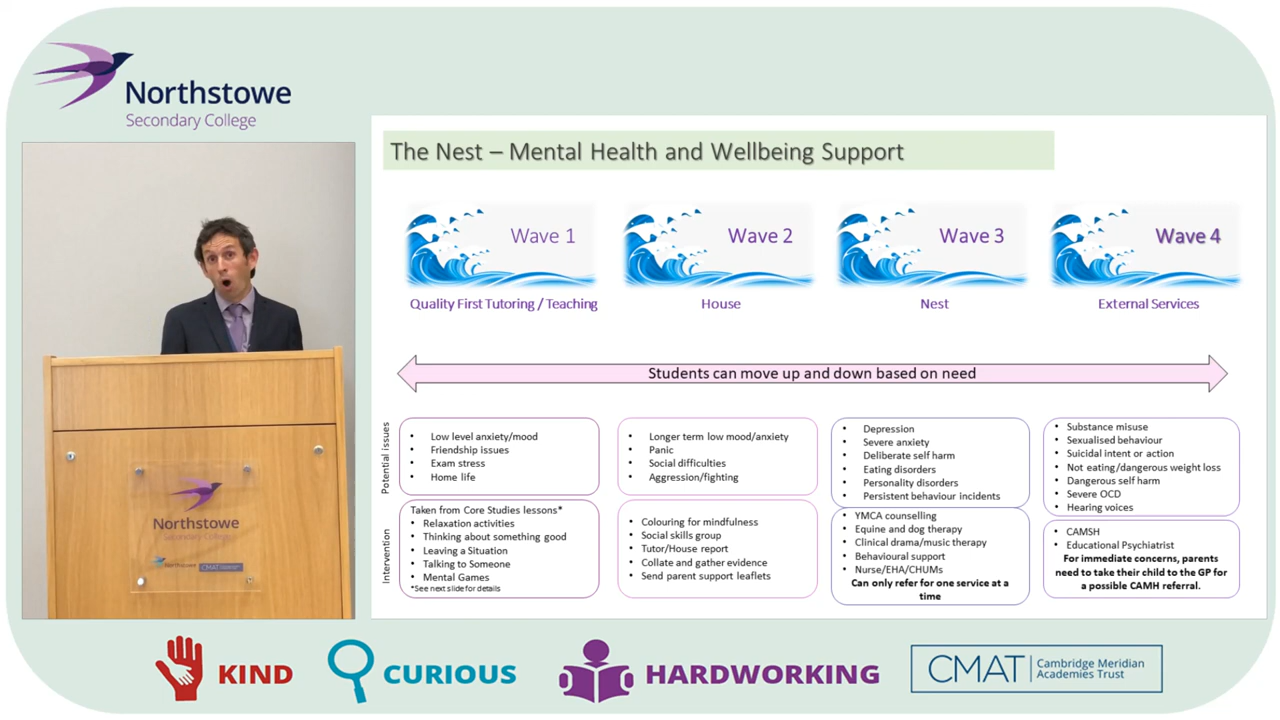 Northstowe
Secondary College
The Nest – Mental Health and Wellbeing Support
Wave 1
Wave 2
Wave 3
Wave 4
Quality First Tutoring / Teaching
House
Nest
External Services
Students can move up and down based on need
Potential issues
• Low level anxiety/mood
• Friendship issues
• Exam stress
• Home life
• Longer term low mood/anxiety
• Panic
• Social difficulties
• Aggression/fighting
• Depression
• Severe anxiety
• Deliberate self harm
• Eating disorders
• Personality disorders
• Persistent behaviour incidents
• Substance misuse
• Sexualised behaviour
• Suicidal intent or action
• Not eating/dangerous weight loss
• Dangerous self harm
• Severe OCD
• Hearing voices
Intervention
Taken from Core Studies lessons*
• Relaxation activities
• Thinking about something good
• Leaving a Situation
• Talking to Someone
• Mental Games
*See next slide for details
• Colouring for mindfulness
• Social skills group
• Tutor/House report
• Collate and gather evidence
• Send parent support leaflets
• YMCA counselling
• Equine and dog therapy
• Clinical drama/music therapy
• Behavioural support
• Nurse/EHA/CHUMs
Can only refer for one service at a
time
• CAMSH
• Educational Psychiatrist
For immediate concerns, parents
need to take their child to the GP for
a possible CAMH referral.
Northstowe
Secondary College
CMAT
KIND
CURIOUS
HARDWORKING
CMAT
Cambridge Meridian
Academies Trust